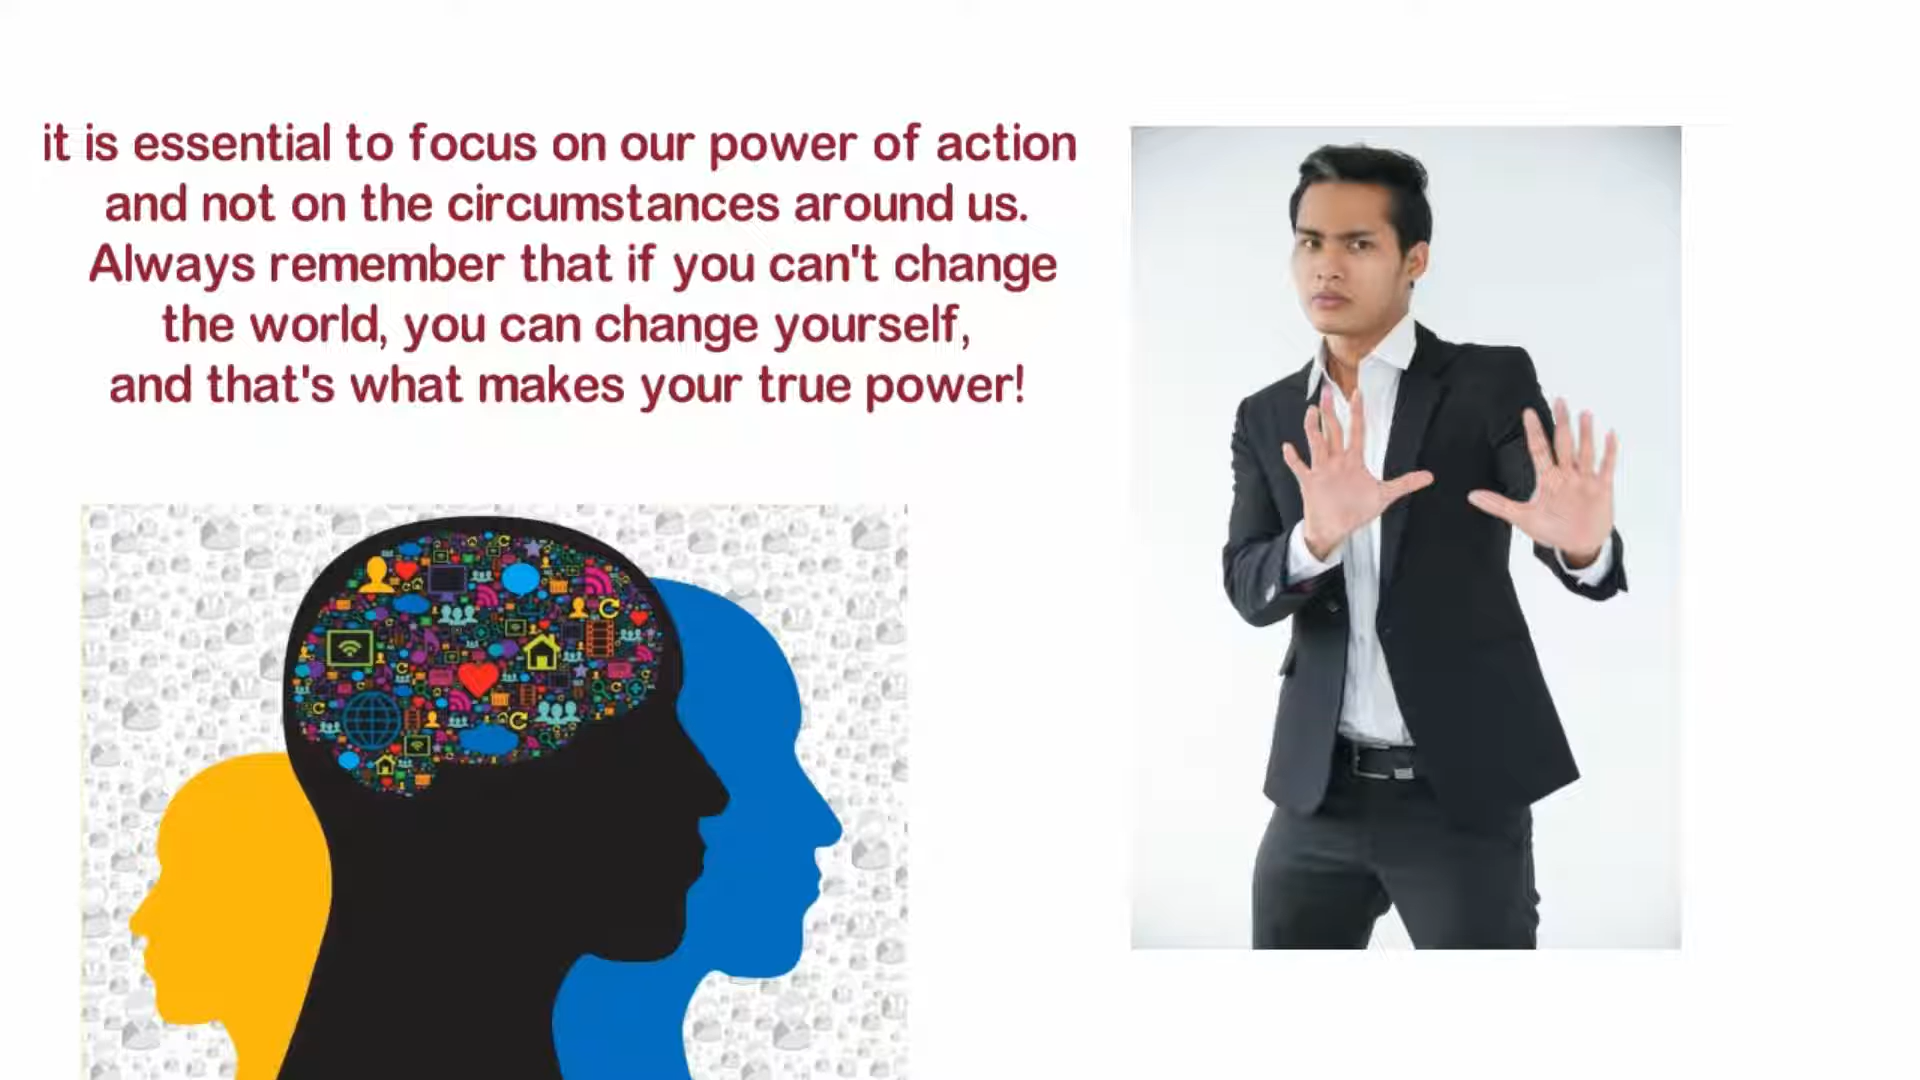 it is essential to focus on our power of action
and not on the circumstances around us.
Always remember that if you can't change
the world, you can change yourself,
and that's what makes your true power!